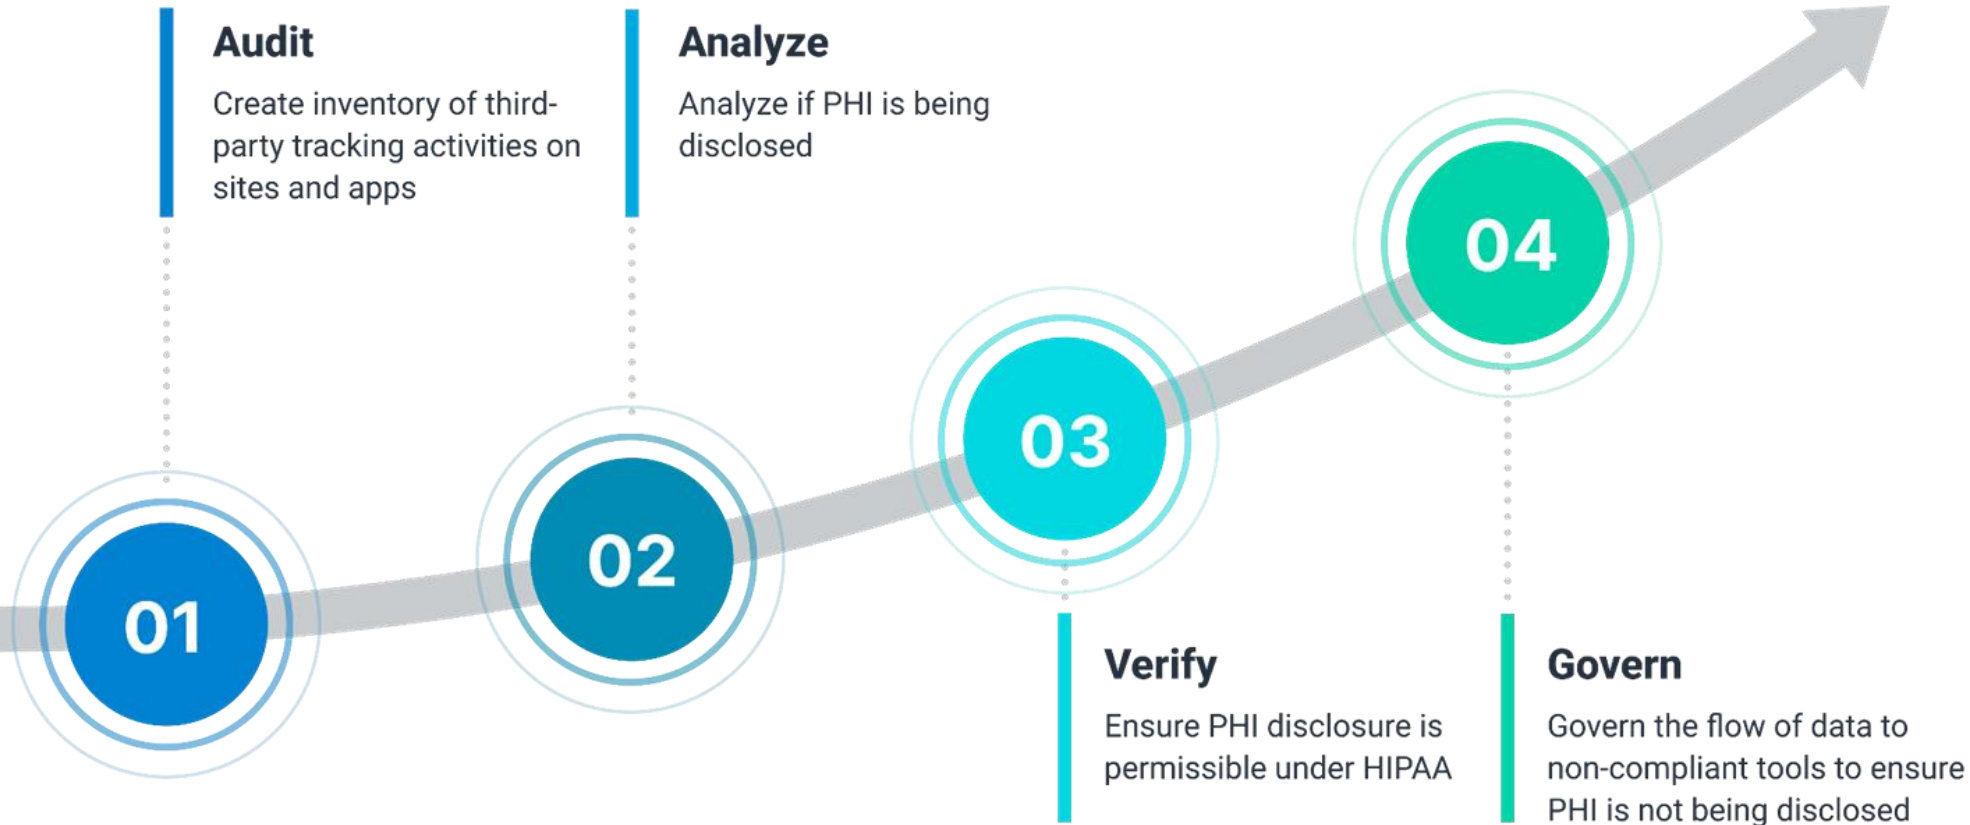 Audit
Create inventory of third-
party tracking activities on
sites and apps
Analyze
Analyze if PHI is being
disclosed
01
02
03
04
Verify
Ensure PHI disclosure is
permissible under HIPAA
Govern
Govern the flow of data to
non-compliant tools to ensure
PHI is not being disclosed